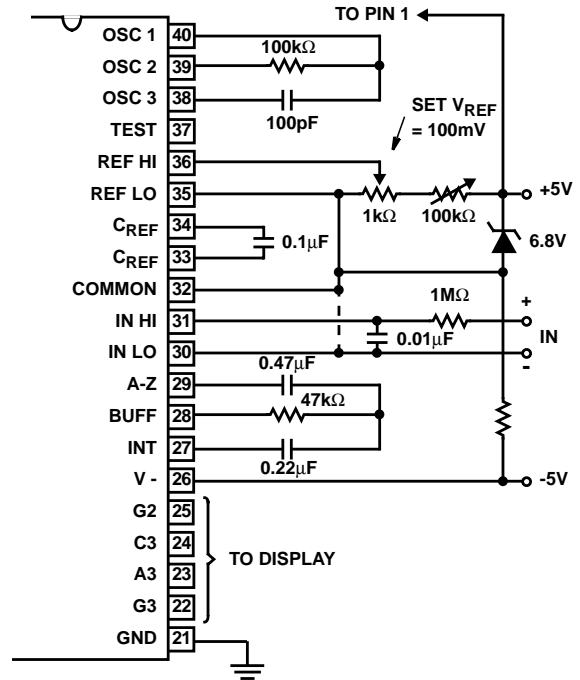 TO PIN 1
OSC 1 40
100kΩ
OSC 2 39
OSC 3 38
100pF
SET VREF
= 100mV
TEST 37
REF HI 36
REF LO 35
+5V
1kΩ
100kΩ
CREF 34
0.1µF
6.8V
CREF 33
COMMON 32
1MΩ
+
IN HI 31
0.01µF
IN
IN LO 30
-
0.47µF
A-Z 29
47kΩ
BUFF 28
INT 27
0.22µF
V - 26
-5V
G2 25
C3 24
TO DISPLAY
A3 23
G3 22
GND 21